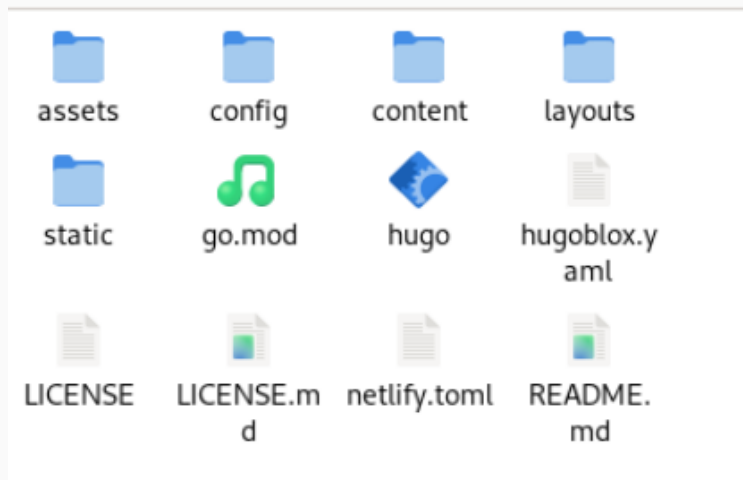 assets config content layouts
static go.mod hugo hugoblox.y
aml
LICENSE LICENSE.m netlify.toml README.
d md